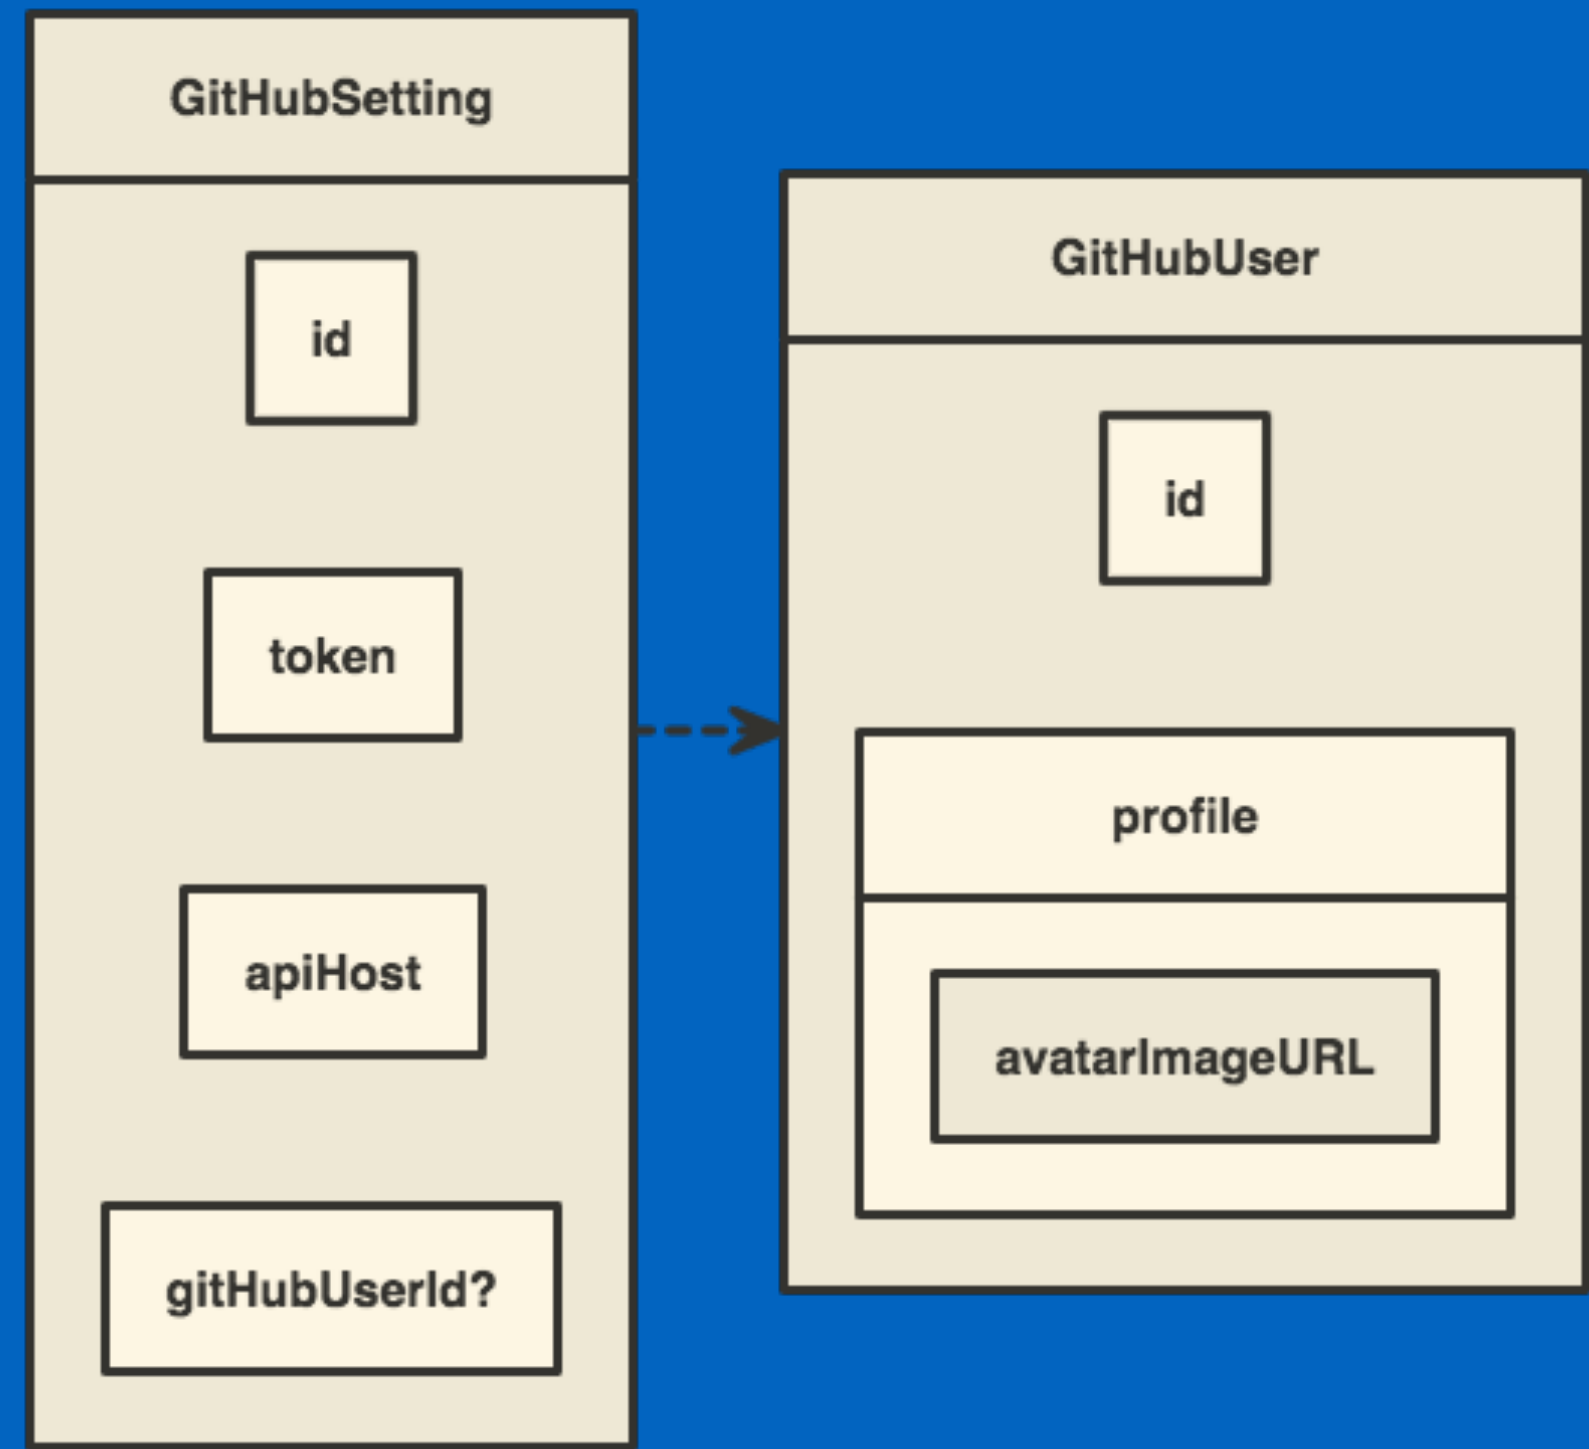 GitHubSetting
id
token
apiHost
gitHubUserId?
GitHubUser
id
profile
avatarImageURL